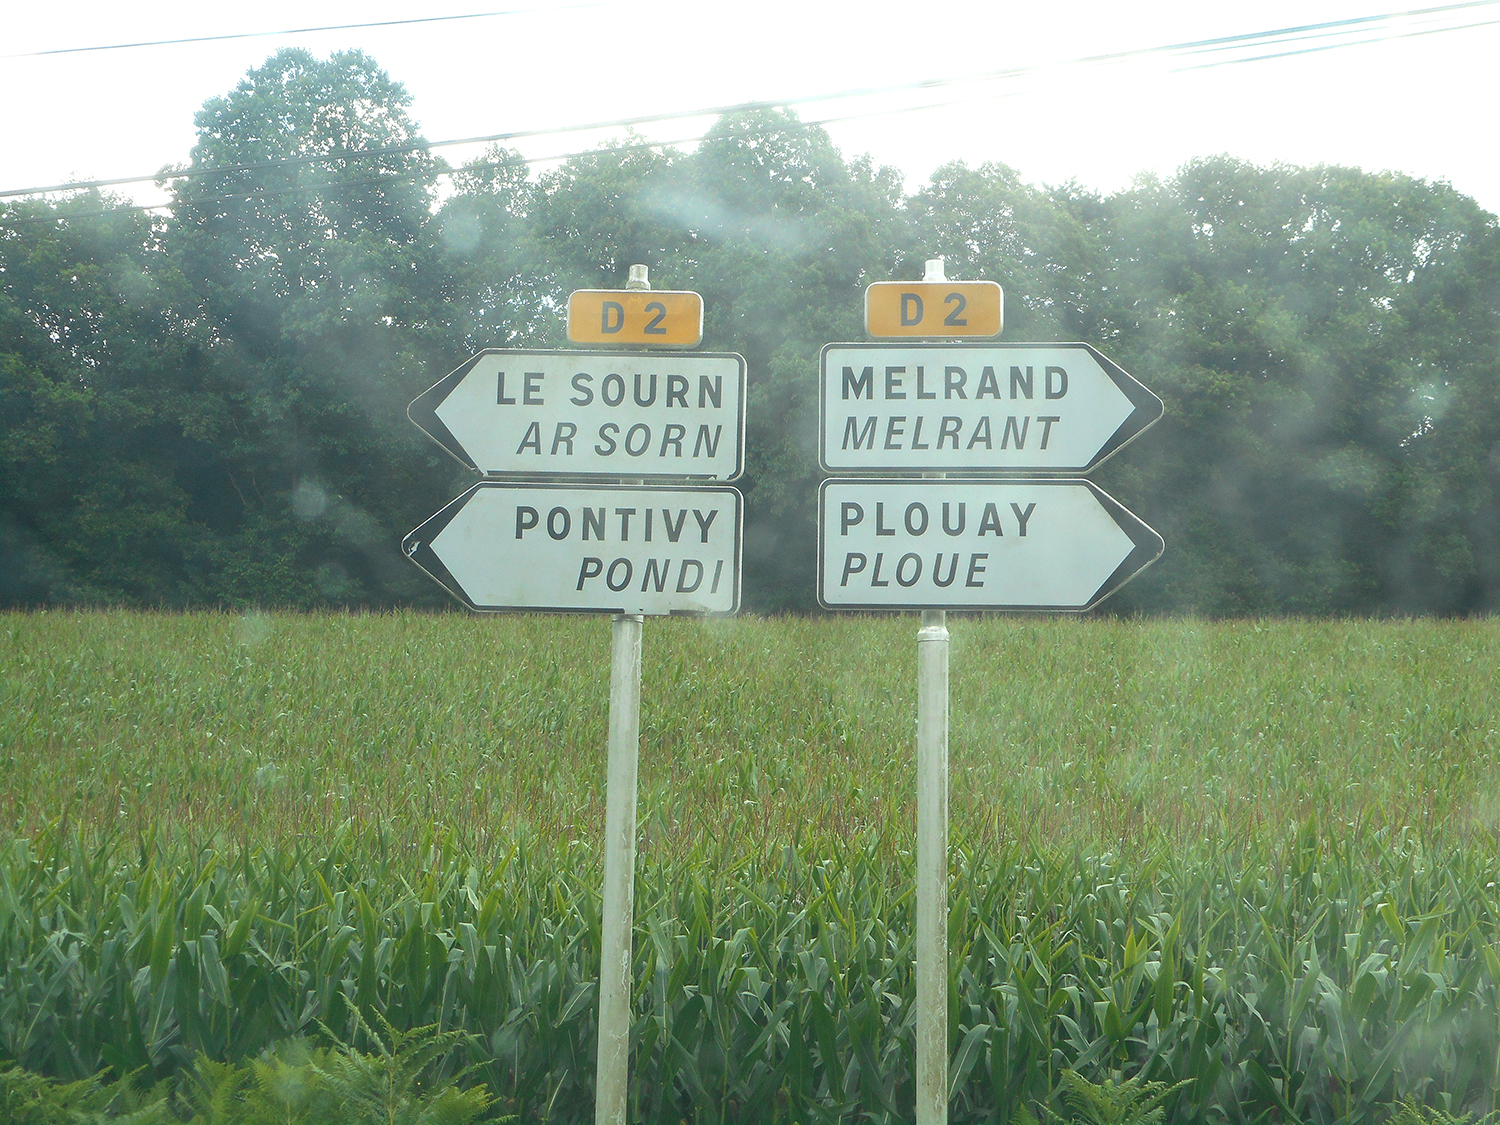 D 2
LE SOURN
AR SORN
PONTIVY
PONDI
D 2
MELRAND
MELRANT
PLOUAY
PLOUE